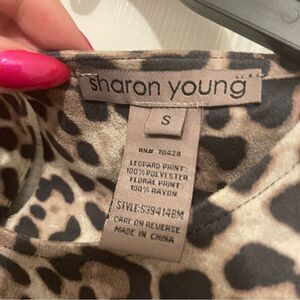 sharon young
S
RN# 70428
LEOPARD PRINT:
100% POLYESTER
FLORAL PRINT:
100% RAYON
STYLE:S39414BM
CARE ON REVERSE
MADE IN CHINA